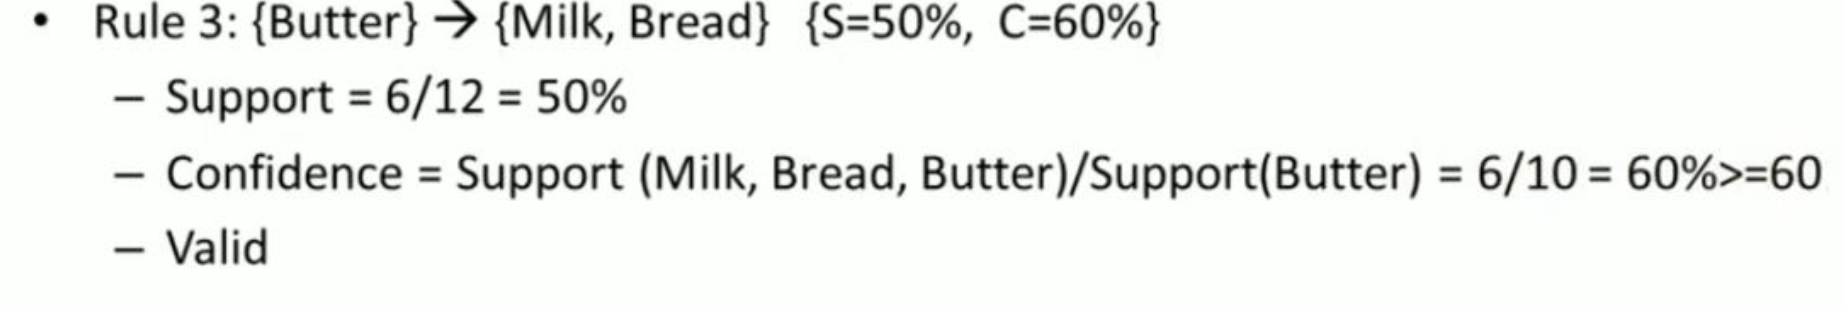 • Rule 3: {Butter} → {Milk, Bread} {S=50%, C=60%}
– Support = 6/12 = 50%
– Confidence = Support (Milk, Bread, Butter)/Support(Butter) = 6/10 = 60%>=60
– Valid